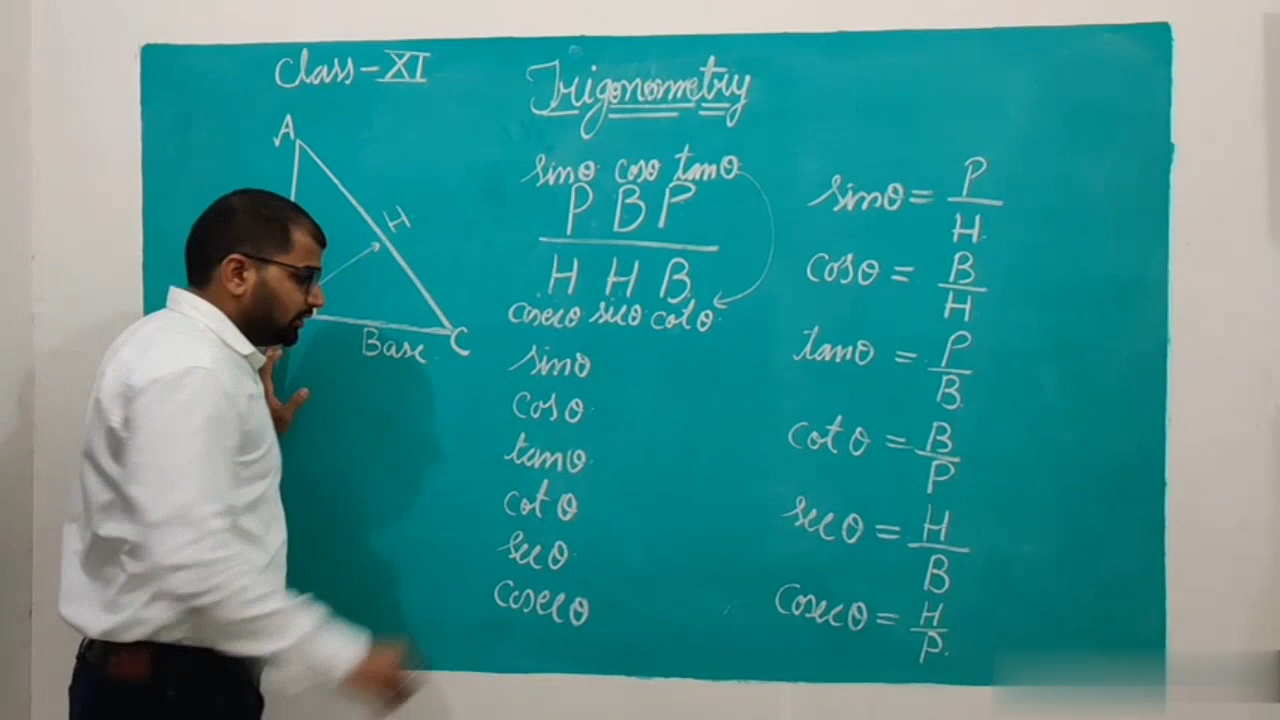 Class-XI
Trigonometry
A
H
Base
C
sinθ cosθ tanθ
P B P
H H B
cosecθ secθ cotθ
sinθ
cosθ
tanθ
cotθ
secθ
cosecθ
sinθ = P/H
cosθ = B/H
tanθ = P/B
cotθ = B/P
secθ = H/B
cosecθ = H/P